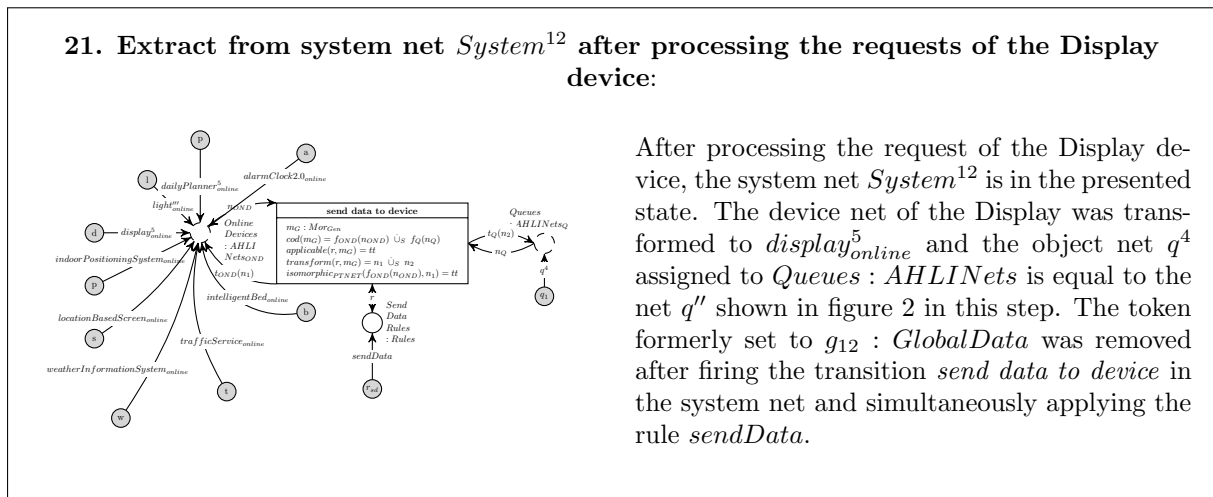 21. Extract from system net System¹² after processing the requests of the Display
device:
p
a
l
dailyPlanner⁵online
alarmClock2.0online
light'''online
nOND
d
display⁵online
Online
Devices
: AHLI
NetsOND
send data to device
mG : MorGen
cod(mG) = fOND(nOND) ∪̇S fQ(nQ)
applicable(r, mG) = tt
transform(r, mG) = n1 ∪̇S n2
isomorphicPTNET(fOND(nOND), n1) = tt
Queues
: AHLINetsQ
tQ(n2)
nQ
q⁴
q1
indoorPositioningSystemonline
p
tOND(n1)
intelligentBedonline
b
r
Send
Data
Rules
: Rules
locationBasedScreenonline
s
trafficServiceonline
sendData
weatherInformationSystemonline
t
rsd
w
After processing the request of the Display de-
vice, the system net System¹² is in the presented
state. The device net of the Display was trans-
formed to display⁵online and the object net q⁴
assigned to Queues : AHLINets is equal to the
net q'' shown in figure 2 in this step. The token
formerly set to g12 : GlobalData was removed
after firing the transition send data to device in
the system net and simultaneously applying the
rule sendData.